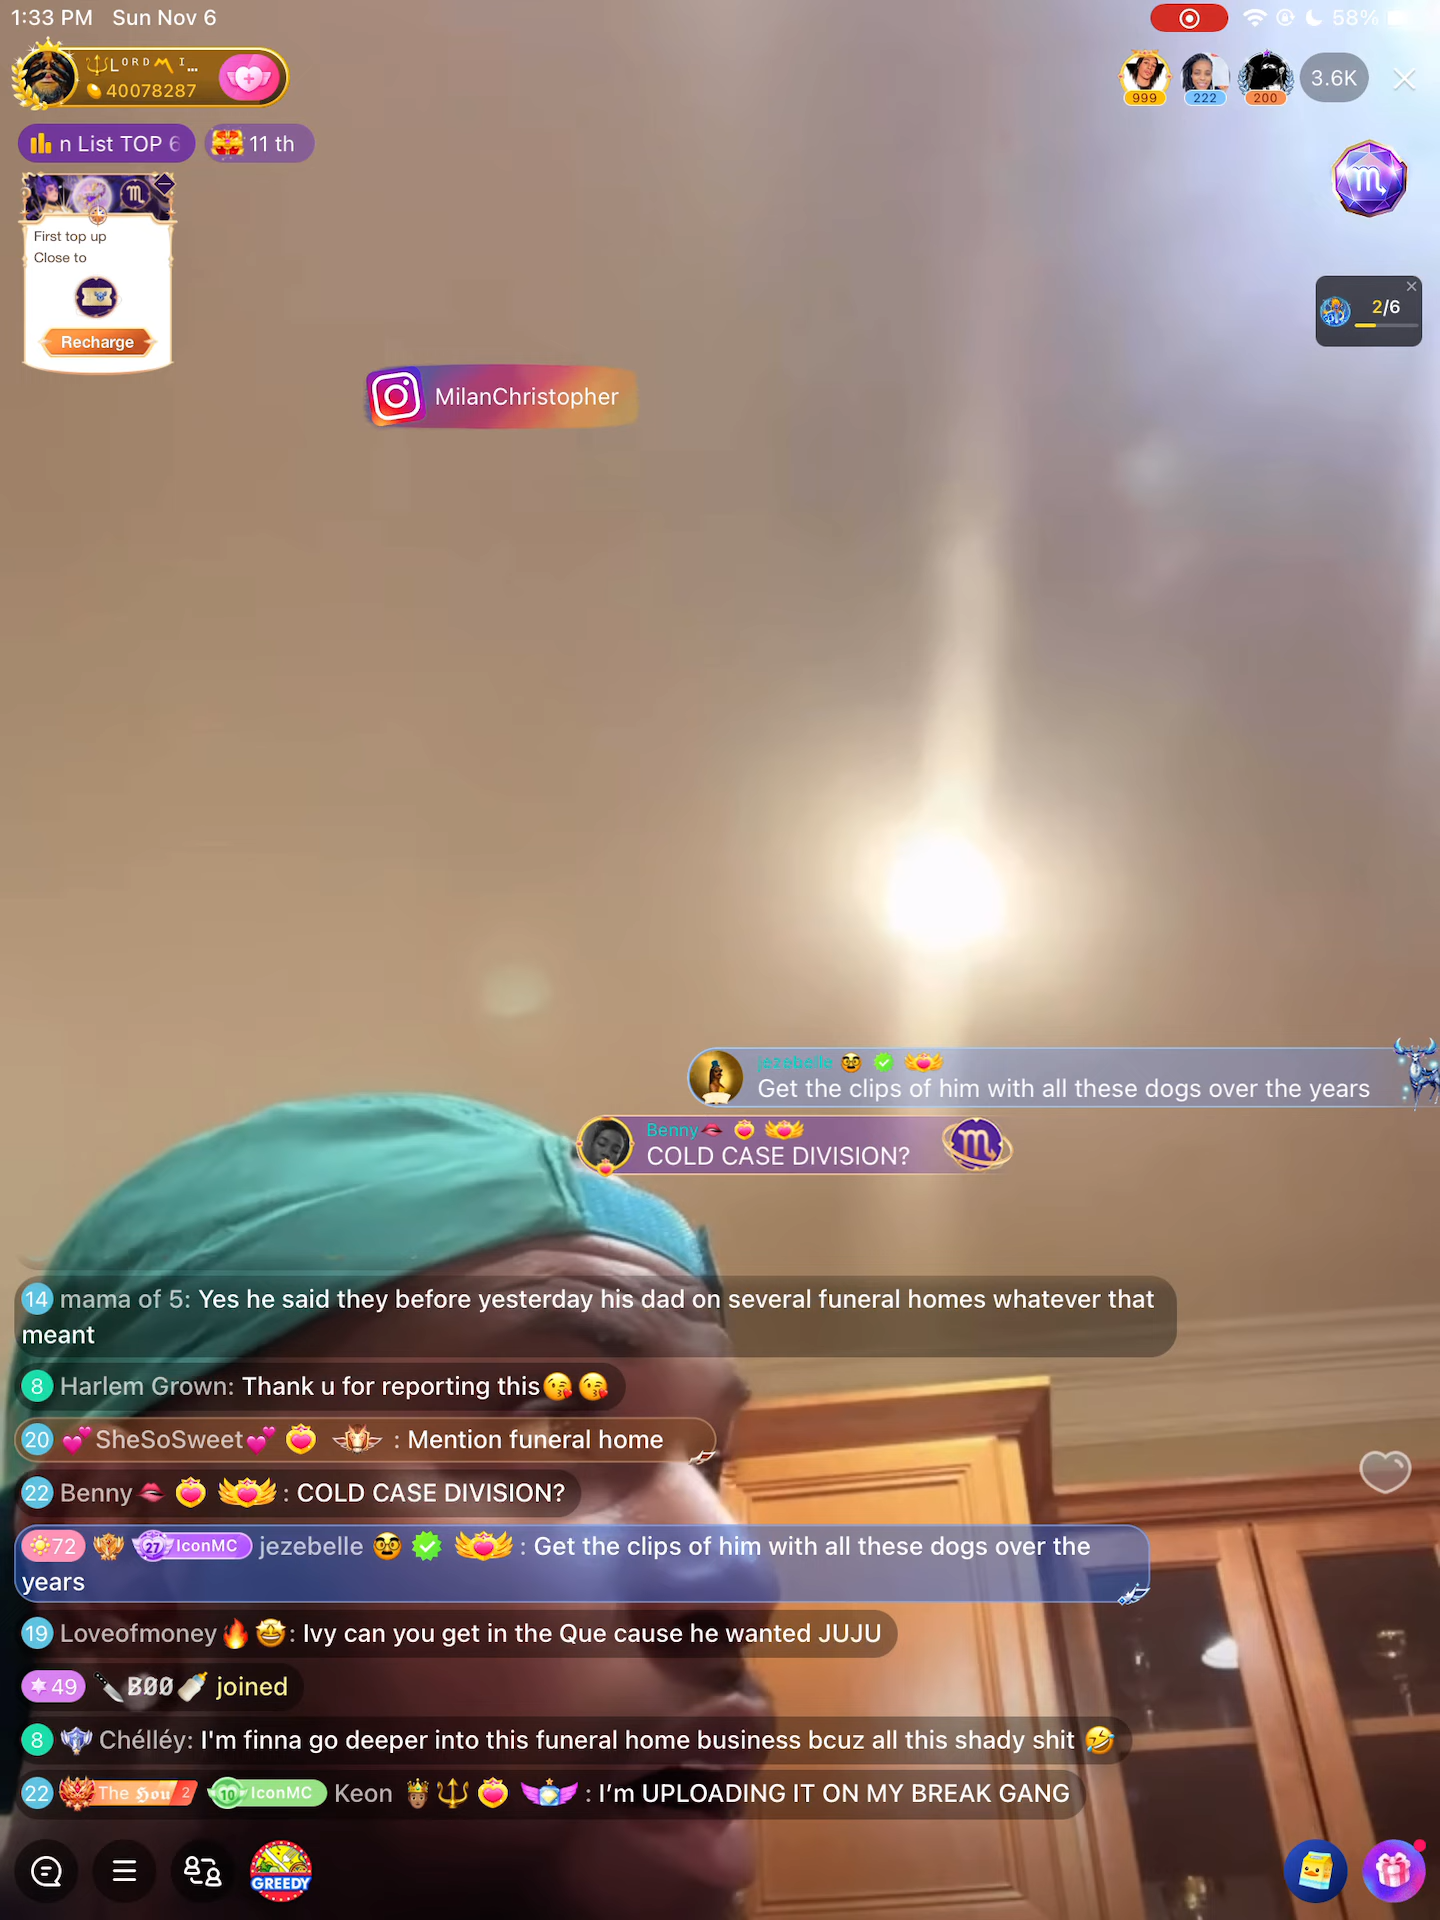 1:33 PM Sun Nov 6
58%
Lᴼᴿᴰ ᴵ...
40078287
999
222
200
3.6K
n List TOP 6
11 th
First top up
Close to
Recharge
2/6
MilanChristopher
jezebelle
Get the clips of him with all these dogs over the years
Benny
COLD CASE DIVISION?
14 mama of 5: Yes he said they before yesterday his dad on several funeral homes whatever that
meant
8 Harlem Grown: Thank u for reporting this😘😘
20 💕SheSoSweet💕 : Mention funeral home
22 Benny🫦 : COLD CASE DIVISION?
72 27 IconMC jezebelle 🥸 : Get the clips of him with all these dogs over the
years
19 Loveofmoney🔥🤩: Ivy can you get in the Que cause he wanted JUJU
49 🔪B00🍼 joined
8 Chélléy: I'm finna go deeper into this funeral home business bcuz all this shady shit 🤣
22 The 𝕳𝖔𝖚 2 10 IconMC Keon 🤴🏽🔱 : I'm UPLOADING IT ON MY BREAK GANG
GREEDY